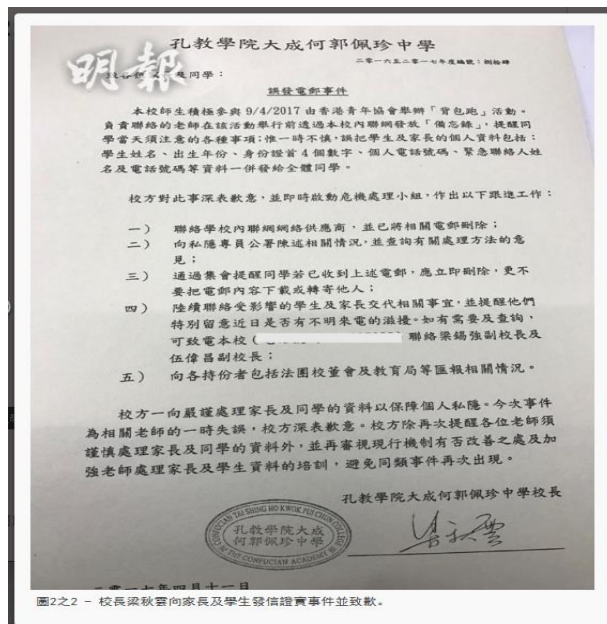 明報
孔教學院大成何郭佩珍中學
二零一六至二零一七年度編號：捌拾肆
及同學：
誤發電郵事件
本校師生積極參與 9/4/2017 由香港青年協會舉辦「背包跑」活動。
負責聯絡的老師在該活動舉行前透過本校內聯網發放「備忘錄」，提醒同
學當天須注意的各種事項；惟一時不慎，誤把學生及家長的個人資料包括：
學生姓名、出生年份、身份證首 4 個數字、個人電話號碼、緊急聯絡人姓
名及電話號碼等資料一併發給全體同學。
校方對此事深表歉意，並即時啟動危機處理小組，作出以下跟進工作：
一） 聯絡學校內聯網網絡供應商，並已將相關電郵刪除；
二） 向私隱專員公署陳述相關情況，並查詢有關處理方法的意
見；
三） 通過集會提醒同學若已收到上述電郵，應立即刪除，更不
要把電郵內容下載或轉寄他人；
四） 陸續聯絡受影響的學生及家長交代相關事宜，並提醒他們
特別留意近日是否有不明來電的滋擾。如有需要及查詢，
可致電本校（ 聯絡梁錫強副校長及
伍偉昌副校長；
五） 向各持份者包括法團校董會及教育局等匯報相關情況。
校方一向嚴謹處理家長及同學的資料以保障個人私隱。今次事件
為相關老師的一時失誤，校方深表歉意。校方除再次提醒各位老師須
謹慎處理家長及同學的資料外，並再審視現行機制有否改善之處及加
強老師處理家長及學生資料的培訓，避免同類事件再次出現。
孔教學院大成何郭佩珍中學校長
CONFUCIAN TAI SHING HO KWOK PUI CHUN COLLEGE
孔教學院大成
何郭佩珍中學
OF THE CONFUCIAN ACADEMY
梁秋雲
二零一七年四月十一日
圖2之2 - 校長梁秋雲向家長及學生發信證實事件並致歉。